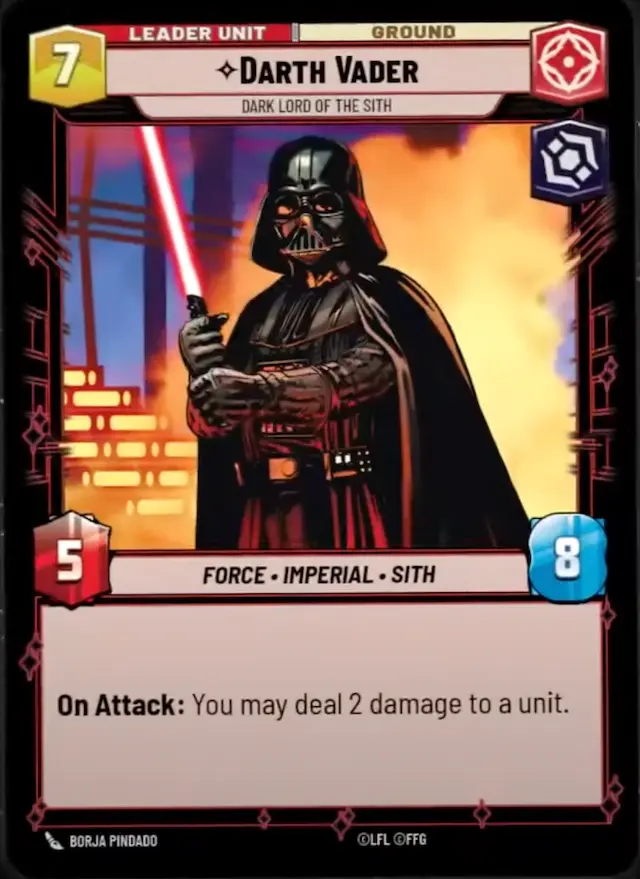 LEADER UNIT
GROUND
7
✧DARTH VADER
DARK LORD OF THE SITH
5
FORCE • IMPERIAL • SITH
8
On Attack: You may deal 2 damage to a unit.
BORJA PINDADO
©LFL ©FFG